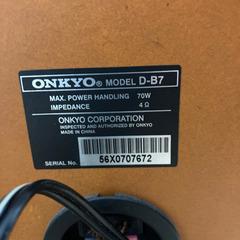 ONKYO® MODEL D-B7
MAX. POWER HANDLING 70W
IMPEDANCE 4 Ω
ONKYO CORPORATION
INSPECTED AND AUTHORIZED BY ONKYO
MADE IN CHINA
SERIAL No. 56X0707672